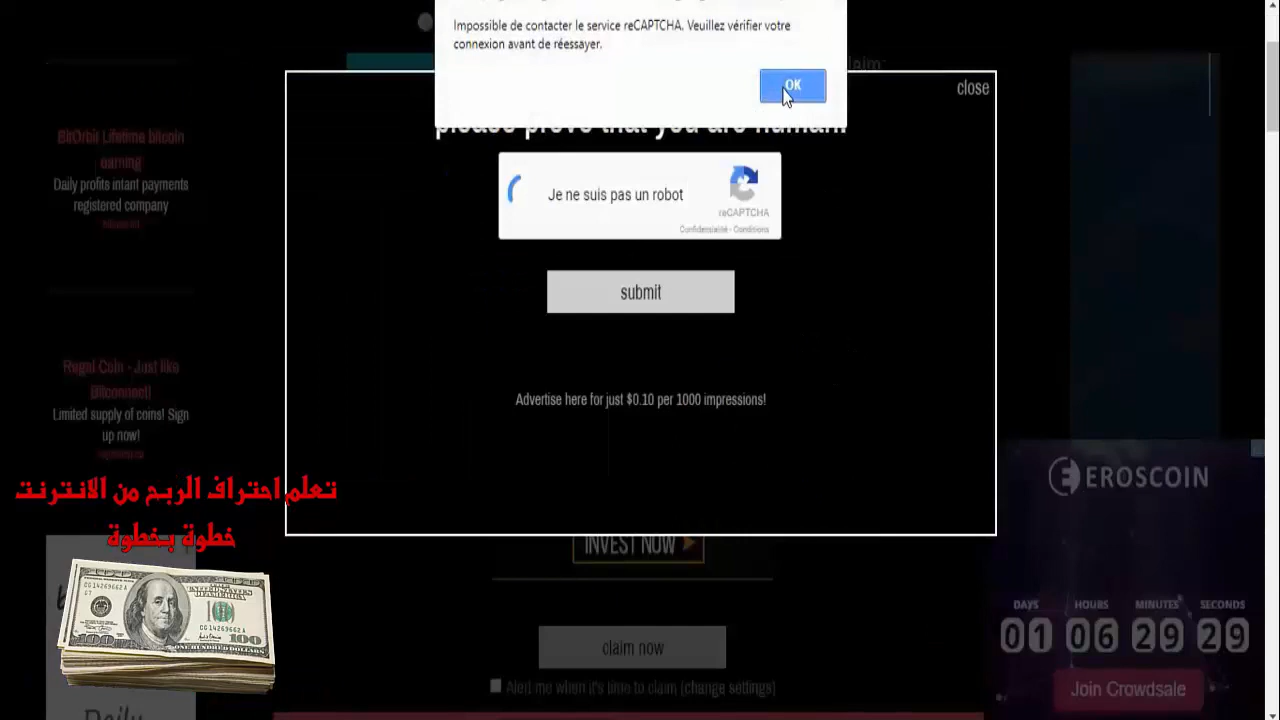 Impossible de contacter le service reCAPTCHA. Veuillez vérifier votre
connexion avant de réessayer.
OK
close
please prove that you are human!
Je ne suis pas un robot
reCAPTCHA
Confidentialité - Conditions
submit
Advertise here for just $0.10 per 1000 impressions!
BitOrbit Lifetime bitcoin
earning
Daily profits intant payments
registered company
Regal Coin - Just like
Bitconnect!
Limited supply of coins! Sign
up now!
تعلم احتراف الربح من الانترنت
خطوة بخطوة
INVEST NOW
claim now
Alert me when it's time to claim (change settings)
EROSCOIN
DAYS HOURS MINUTES SECONDS
01 06 29 29
Join Crowdsale
Daily